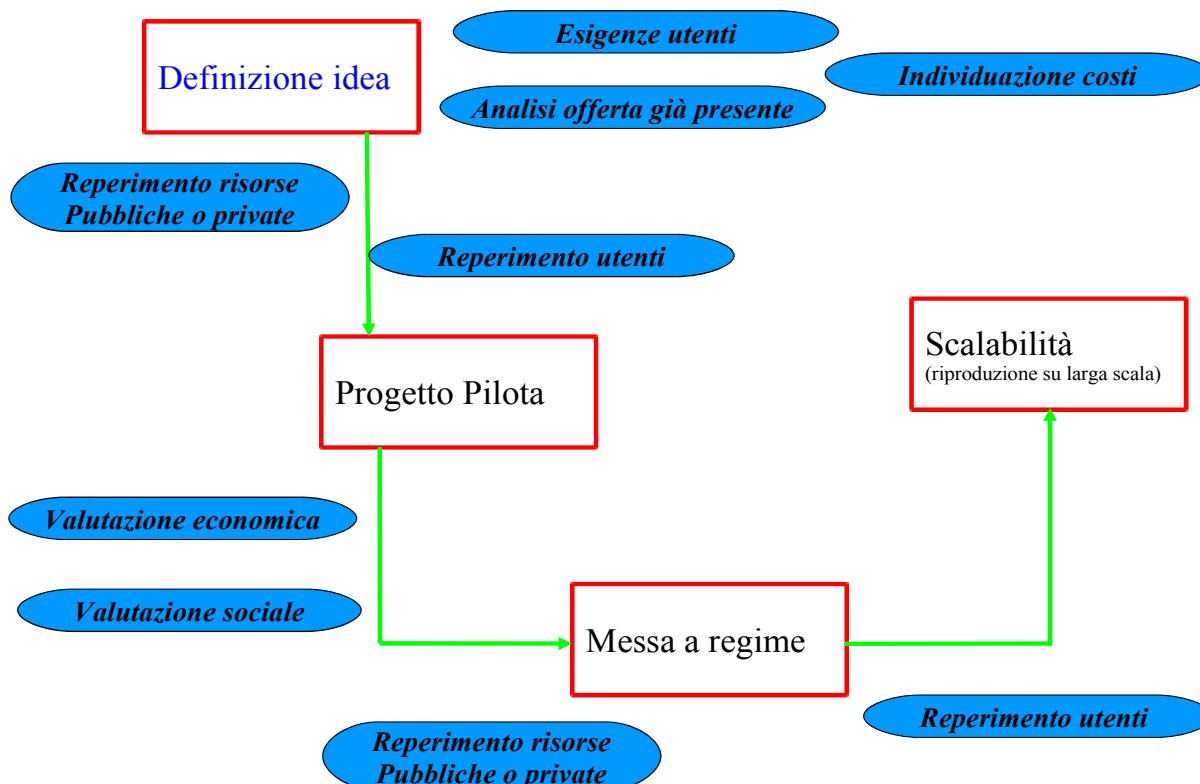 Esigenze utenti
Definizione idea
Individuazione costi
Analisi offerta già presente
Reperimento risorse
Pubbliche o private
Reperimento utenti
Scalabilità
(riproduzione su larga scala)
Progetto Pilota
Valutazione economica
Valutazione sociale
Messa a regime
Reperimento utenti
Reperimento risorse
Pubbliche o private